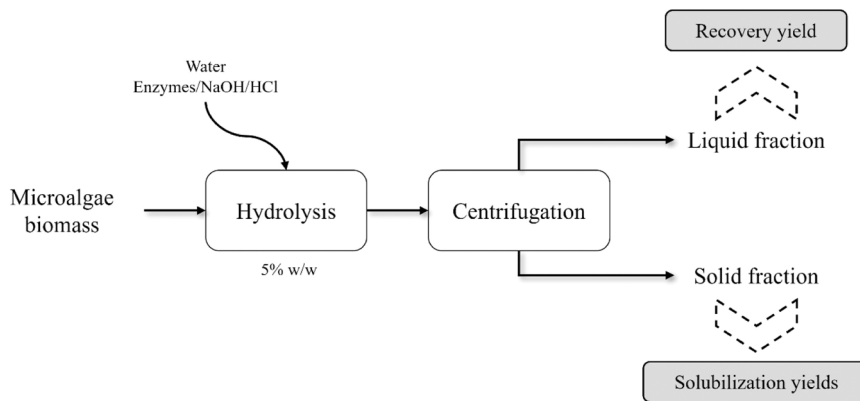 Recovery yield
Water
Enzymes/NaOH/HCl
Liquid fraction
Microalgae
biomass
Hydrolysis
Centrifugation
5% w/w
Solid fraction
Solubilization yields